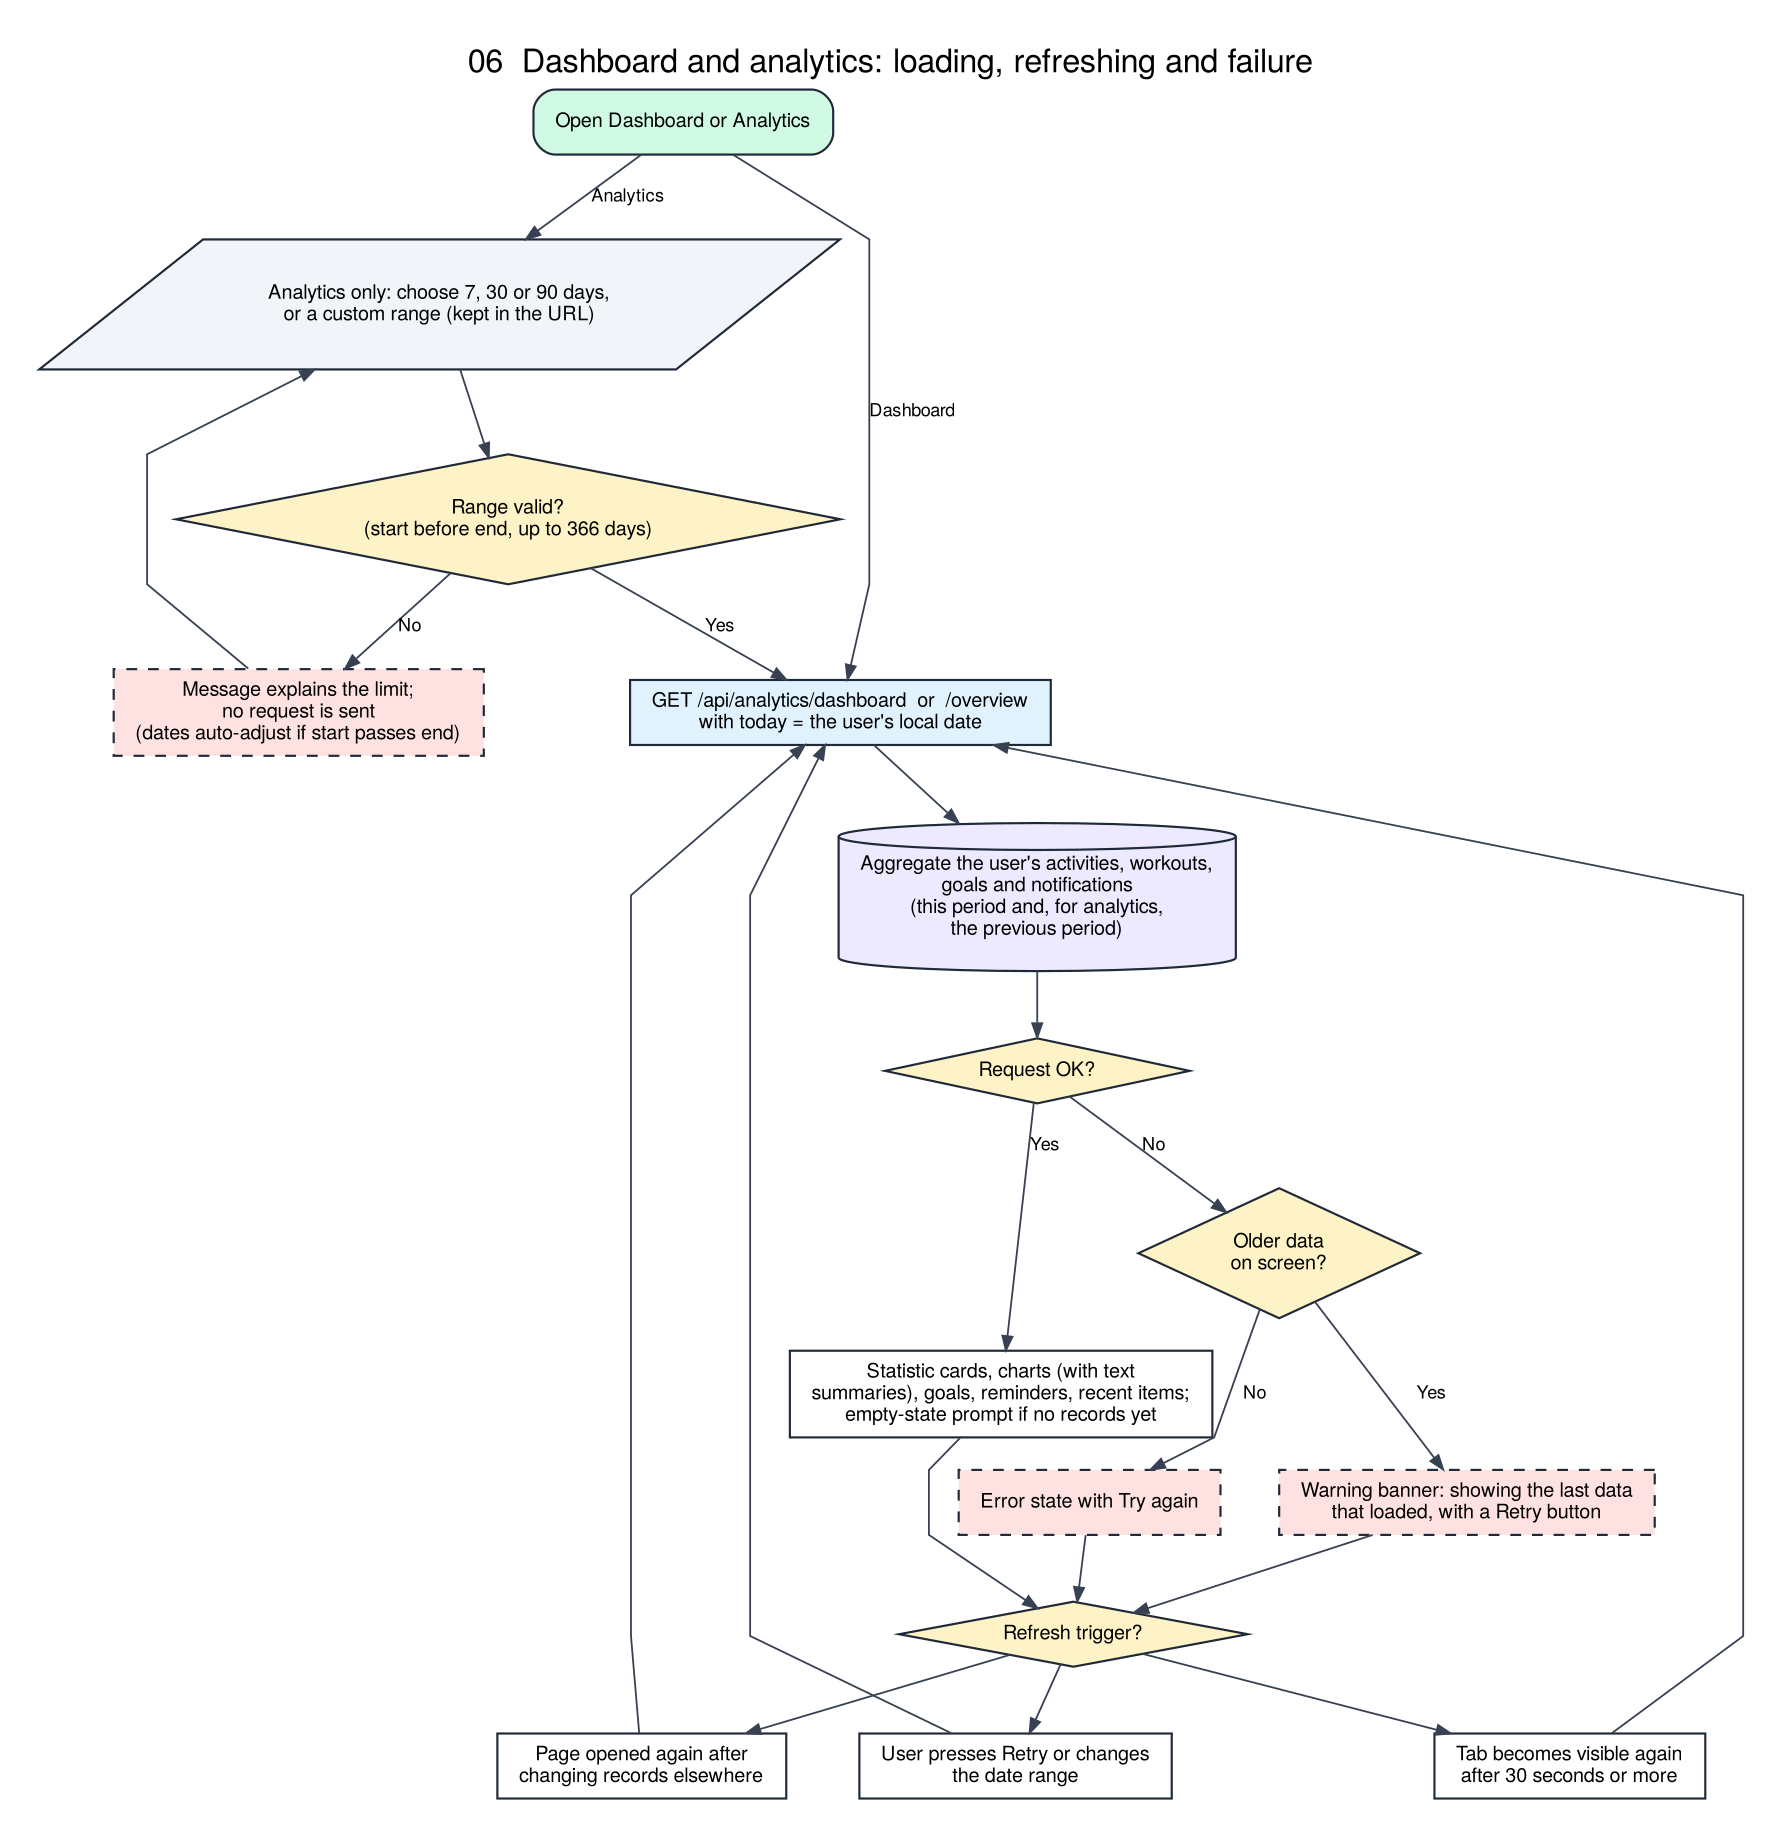 06  Dashboard and analytics: loading, refreshing and failure
Open Dashboard or Analytics
Analytics
Analytics only: choose 7, 30 or 90 days,
or a custom range (kept in the URL)
Dashboard
Range valid?
(start before end, up to 366 days)
No
Yes
Message explains the limit;
no request is sent
(dates auto-adjust if start passes end)
GET /api/analytics/dashboard  or  /overview
with today = the user's local date
Aggregate the user's activities, workouts,
goals and notifications
(this period and, for analytics,
the previous period)
Request OK?
Yes
No
Older data
on screen?
Statistic cards, charts (with text
summaries), goals, reminders, recent items;
empty-state prompt if no records yet
No
Yes
Error state with Try again
Warning banner: showing the last data
that loaded, with a Retry button
Refresh trigger?
Page opened again after
changing records elsewhere
User presses Retry or changes
the date range
Tab becomes visible again
after 30 seconds or more